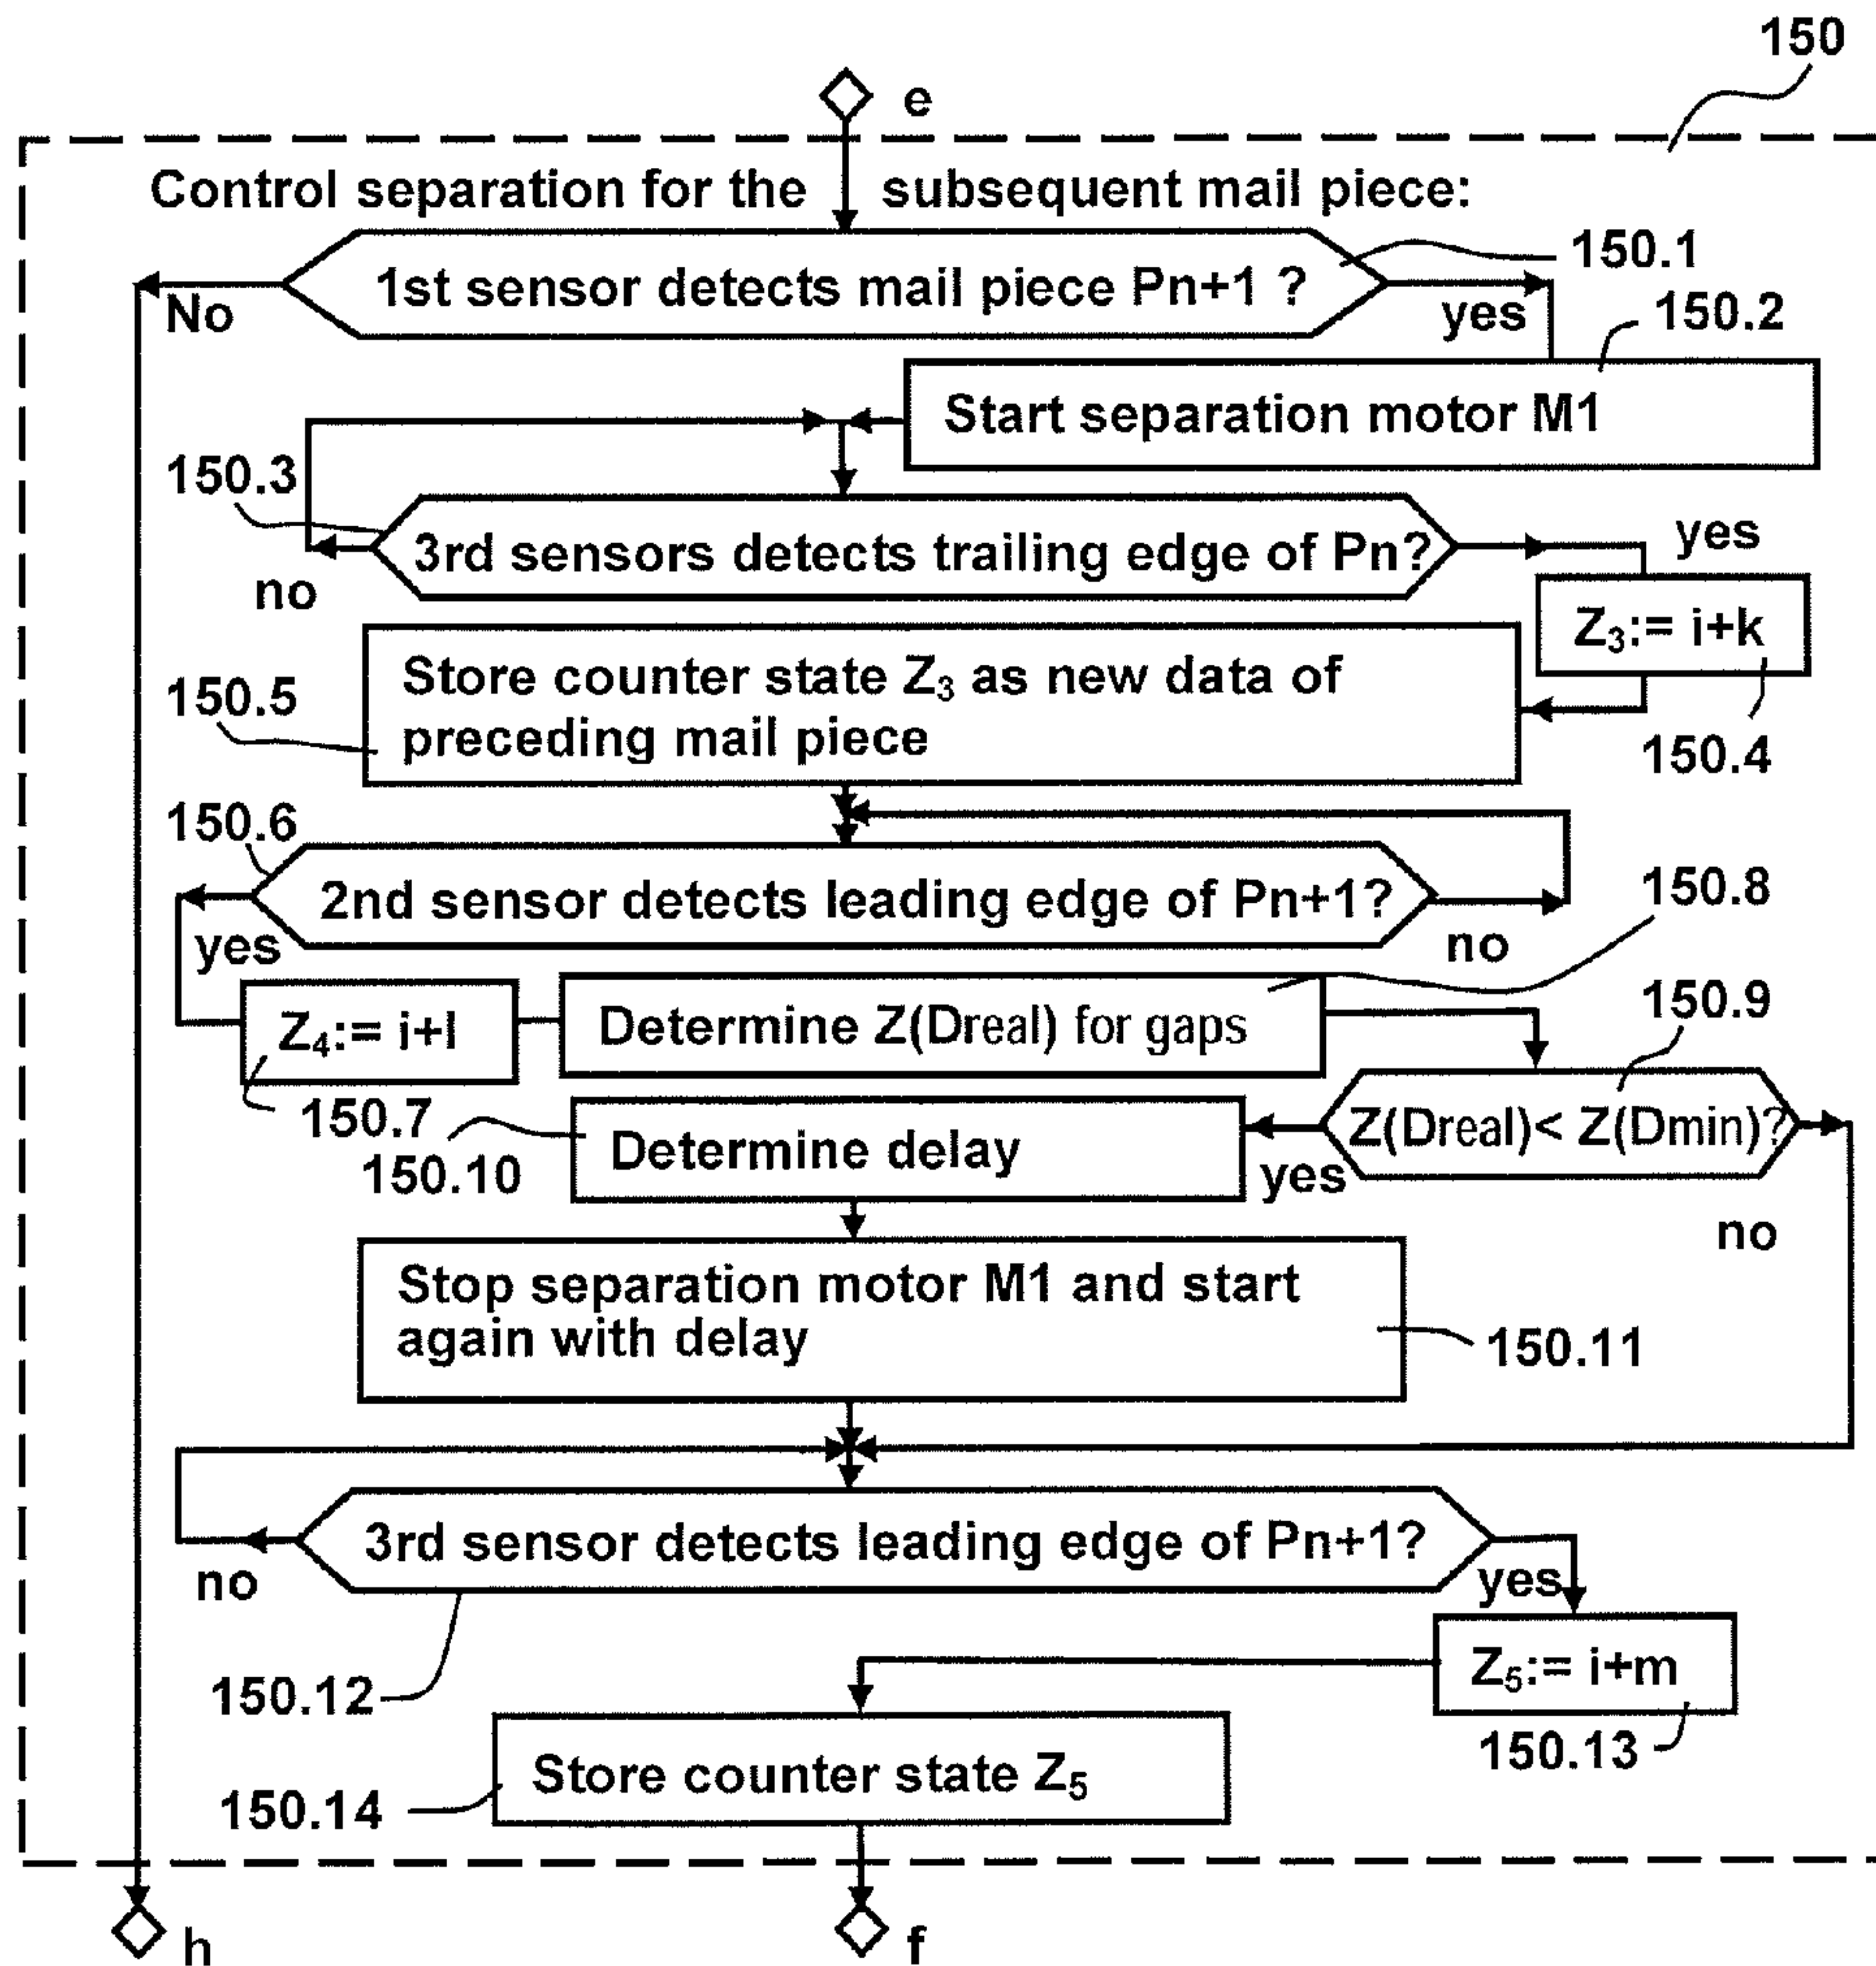 150
e
Control separation for the subsequent mail piece:
1st sensor detects mail piece Pn+1 ?
150.1
No
yes
150.2
Start separation motor M1
150.3
3rd sensors detects trailing edge of Pn?
yes
no
Z3:= i+k
Store counter state Z3 as new data of
preceding mail piece
150.5
150.4
150.6
2nd sensor detects leading edge of Pn+1?
150.8
yes
no
Z4:= i+l
Determine Z(Dreal) for gaps
150.9
150.7
Z(Dreal)< Z(Dmin)?
Determine delay
150.10
yes
no
Stop separation motor M1 and start
again with delay
150.11
3rd sensor detects leading edge of Pn+1?
no
yes
Z5:= i+m
150.12
150.13
Store counter state Z5
150.14
h
f